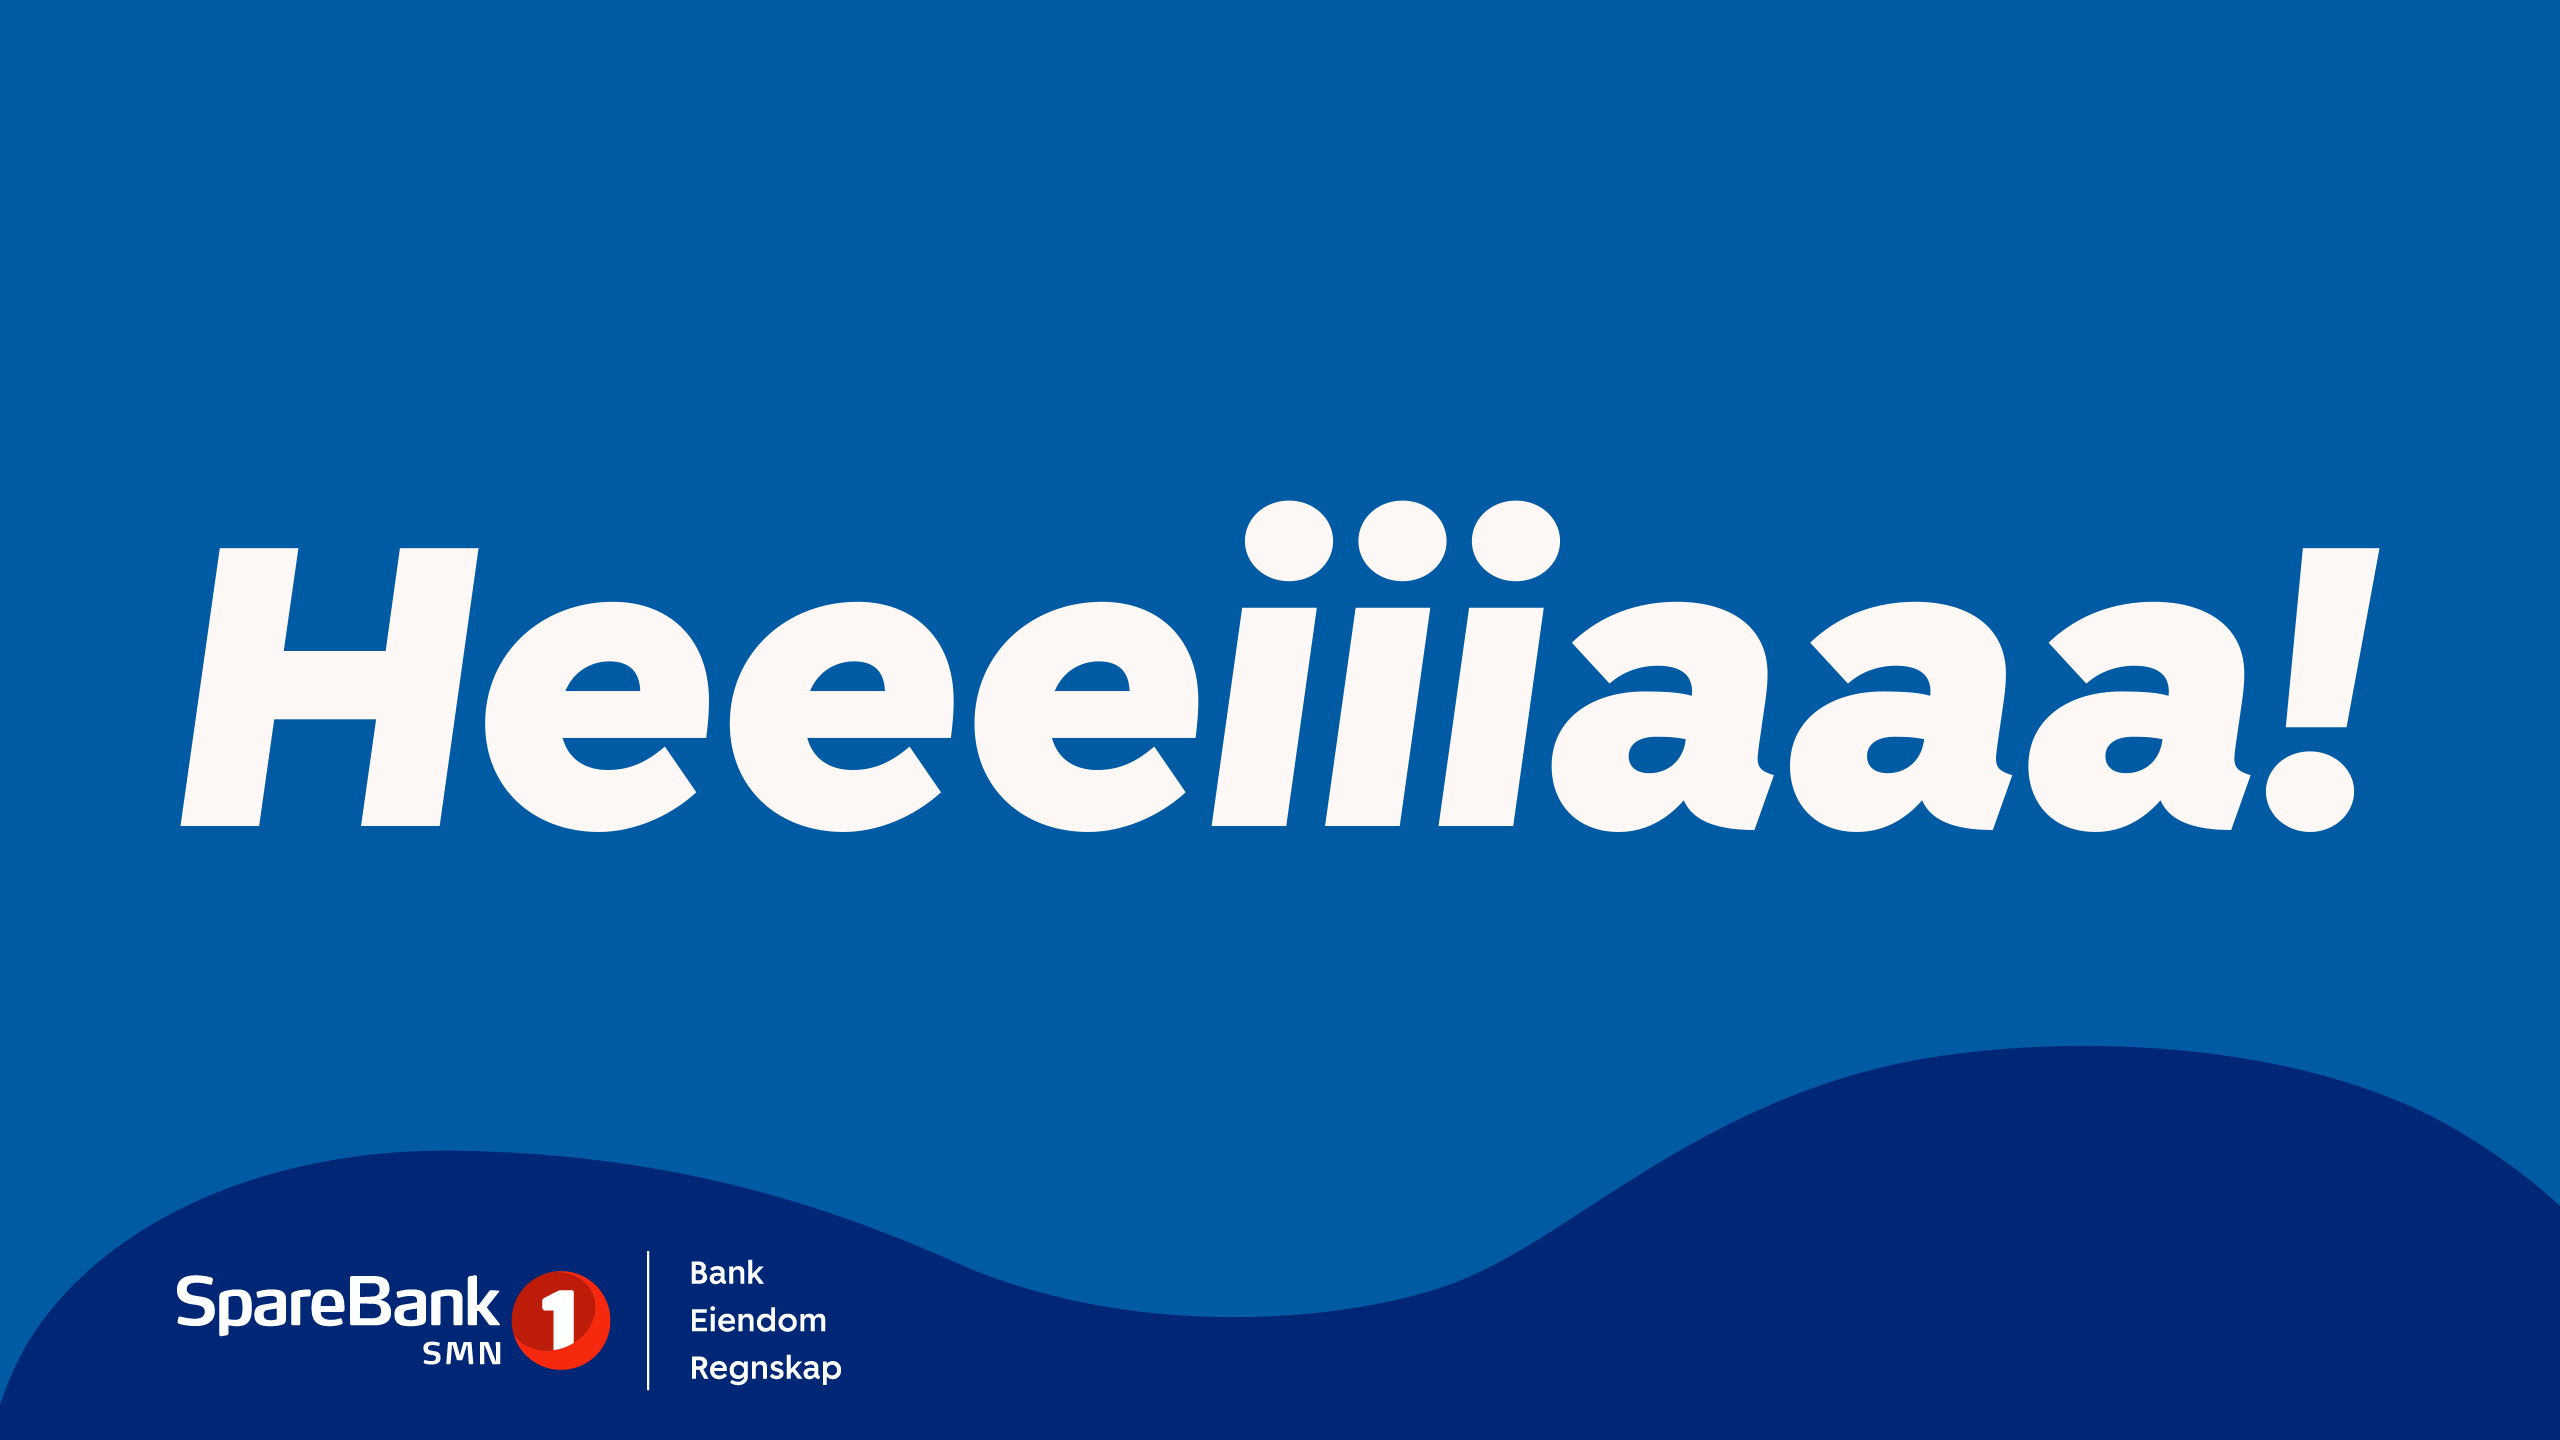 Heeeiiiaaa!
SpareBank 1
SMN
Bank
Eiendom
Regnskap